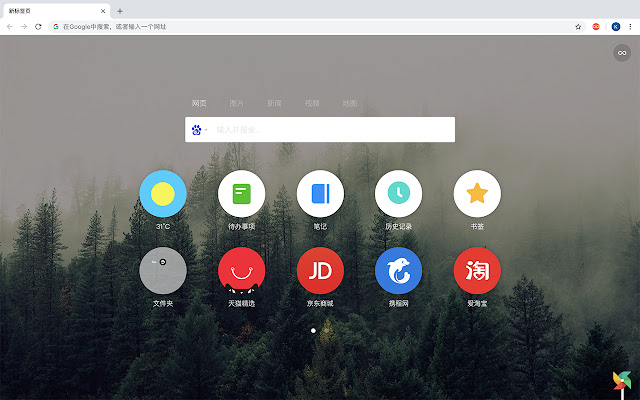 新标签页
在Google中搜索，或者输入一个网址
K
网页 图片 新闻 视频 地图
输入并搜索...
31°C 待办事项 笔记 历史记录 书签
JD 淘
文件夹 天猫精选 京东商城 携程网 爱淘宝